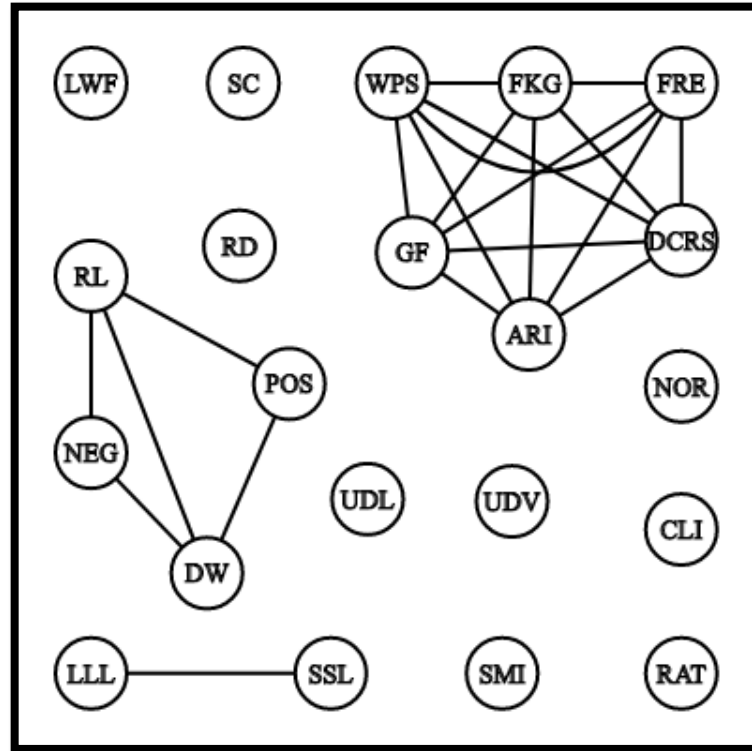 LWF
SC
WPS
FKG
FRE
RD
GF
DCRS
RL
ARI
POS
NOR
NEG
UDL
UDV
CLI
DW
LLL
SSL
SMI
RAT